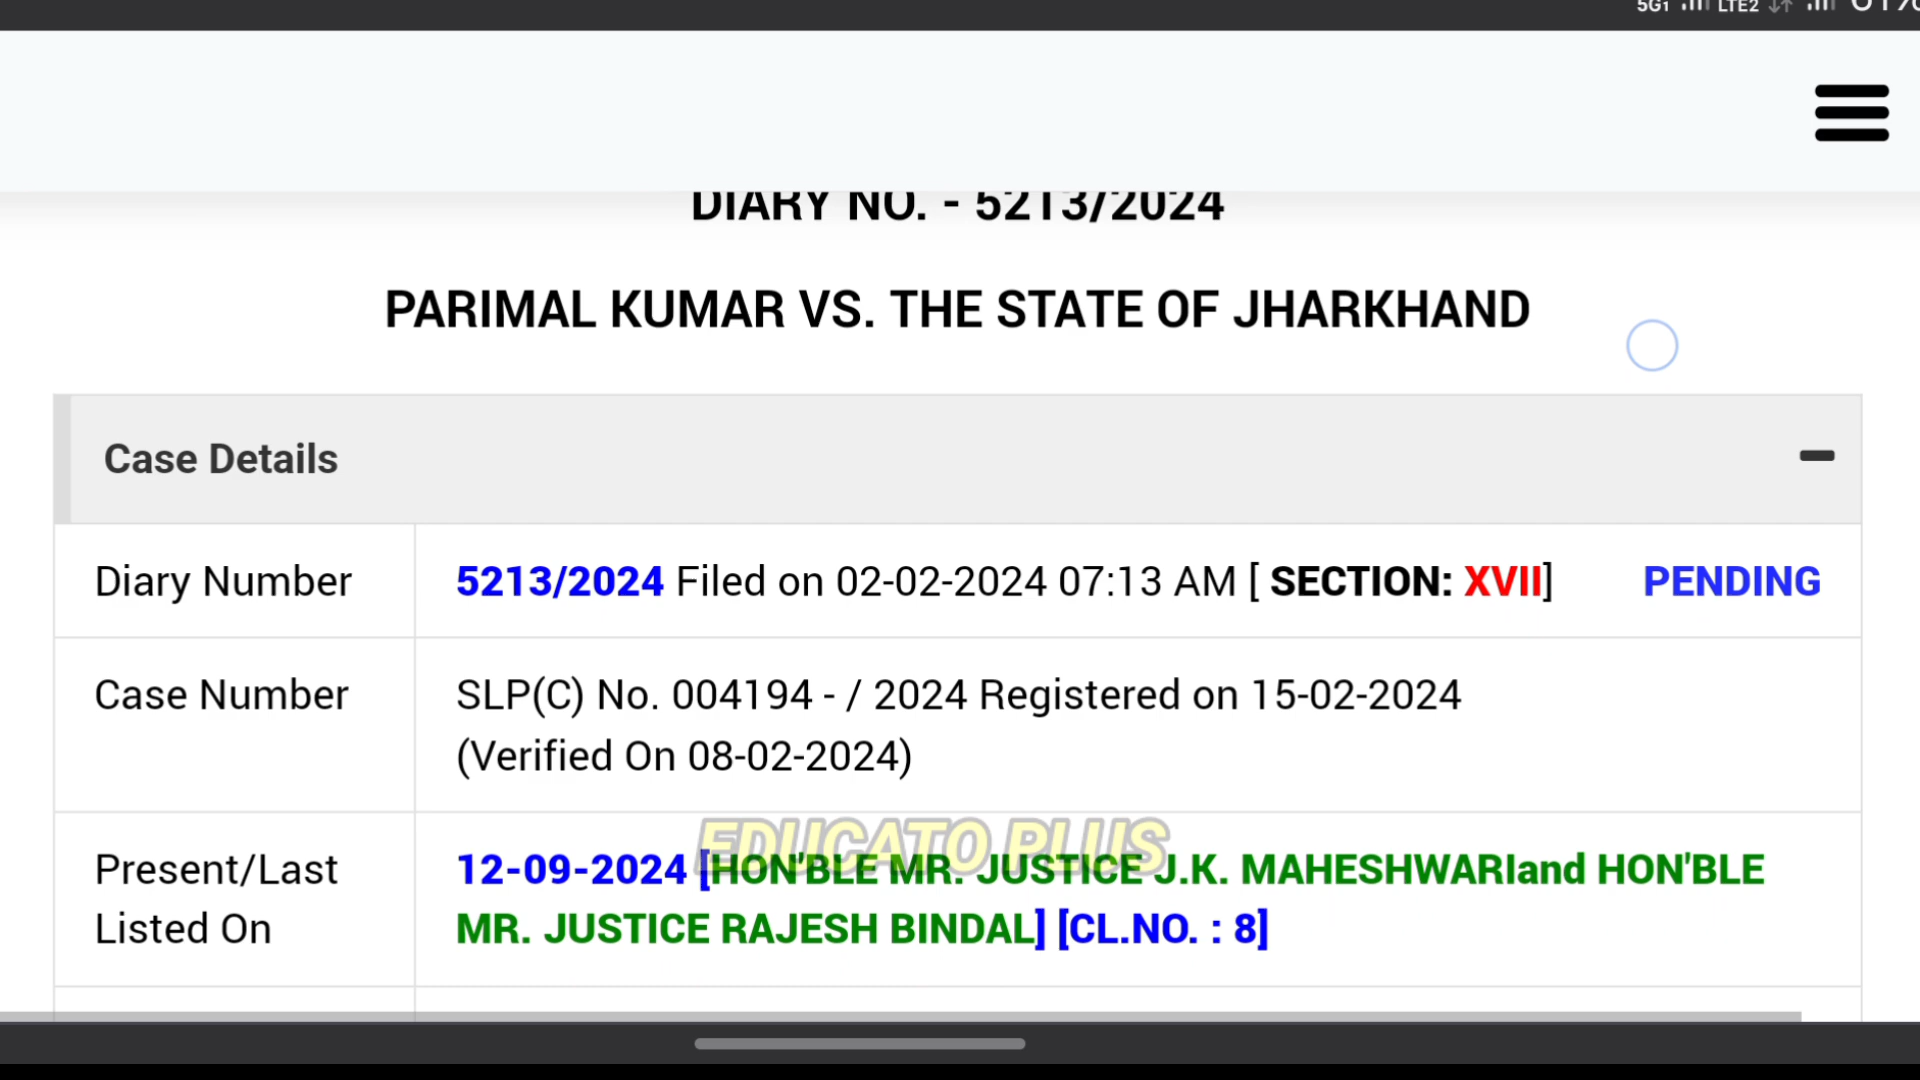 5G1 LTE2
DIARY NO. - 5213/2024
PARIMAL KUMAR VS. THE STATE OF JHARKHAND
Case Details
Diary Number 5213/2024 Filed on 02-02-2024 07:13 AM [ SECTION: XVII] PENDING
Case Number SLP(C) No. 004194 - / 2024 Registered on 15-02-2024
(Verified On 08-02-2024)
EDUCATO PLUS
Present/Last 12-09-2024 [HON'BLE MR. JUSTICE J.K. MAHESHWARIand HON'BLE
Listed On MR. JUSTICE RAJESH BINDAL] [CL.NO. : 8]